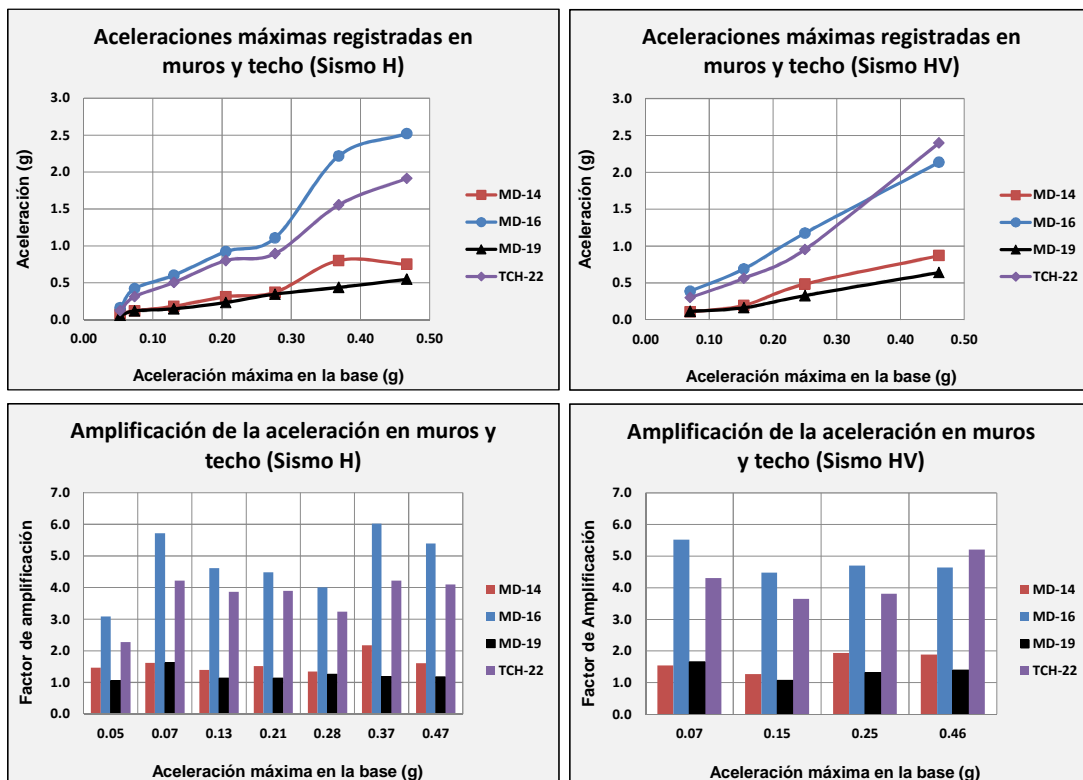 Aceleraciones máximas registradas en
muros y techo (Sismo H)
3.0
2.5
2.0
1.5
1.0
0.5
0.0
0.00 0.10 0.20 0.30 0.40 0.50
Aceleración (g)
Aceleración máxima en la base (g)
MD-14
MD-16
MD-19
TCH-22
Aceleraciones máximas registradas en
muros y techo (Sismo HV)
3.0
2.5
2.0
1.5
1.0
0.5
0.0
0.00 0.10 0.20 0.30 0.40 0.50
Aceleración (g)
Aceleración máxima en la base (g)
MD-14
MD-16
MD-19
TCH-22
Amplificación de la aceleración en muros y
techo (Sismo H)
7.0
6.0
5.0
4.0
3.0
2.0
1.0
0.0
0.05 0.07 0.13 0.21 0.28 0.37 0.47
Factor de amplificación
Aceleración máxima en la base (g)
MD-14
MD-16
MD-19
TCH-22
Amplificación de la aceleración en muros
y techo (Sismo HV)
7.0
6.0
5.0
4.0
3.0
2.0
1.0
0.0
0.07 0.15 0.25 0.46
Factor de Amplificación
Aceleración máxima en la base (g)
MD-14
MD-16
MD-19
TCH-22